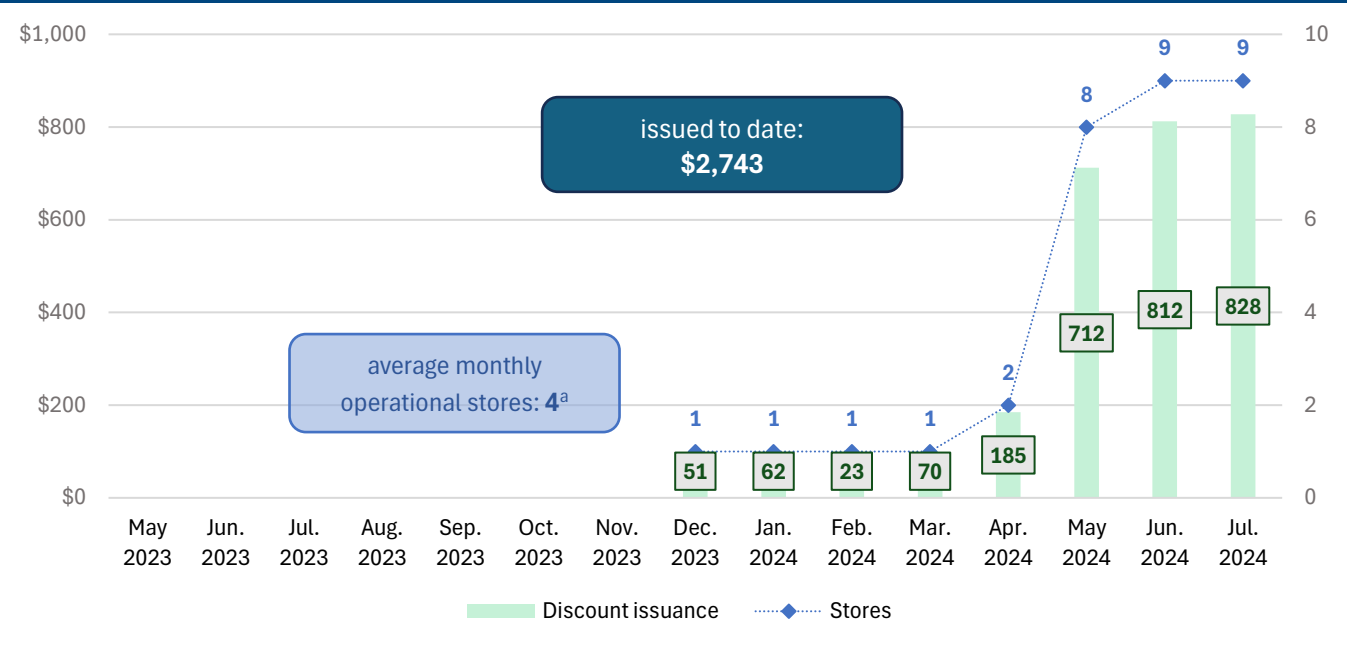 $1,000
$800
$600
$400
$200
$0
10
8
6
4
2
0
issued to date:
$2,743
average monthly
operational stores: 4ᵃ
1
1
1
1
2
8
9
9
51
62
23
70
185
712
812
828
May 2023
Jun. 2023
Jul. 2023
Aug. 2023
Sep. 2023
Oct. 2023
Nov. 2023
Dec. 2023
Jan. 2024
Feb. 2024
Mar. 2024
Apr. 2024
May 2024
Jun. 2024
Jul. 2024
Discount issuance
Stores